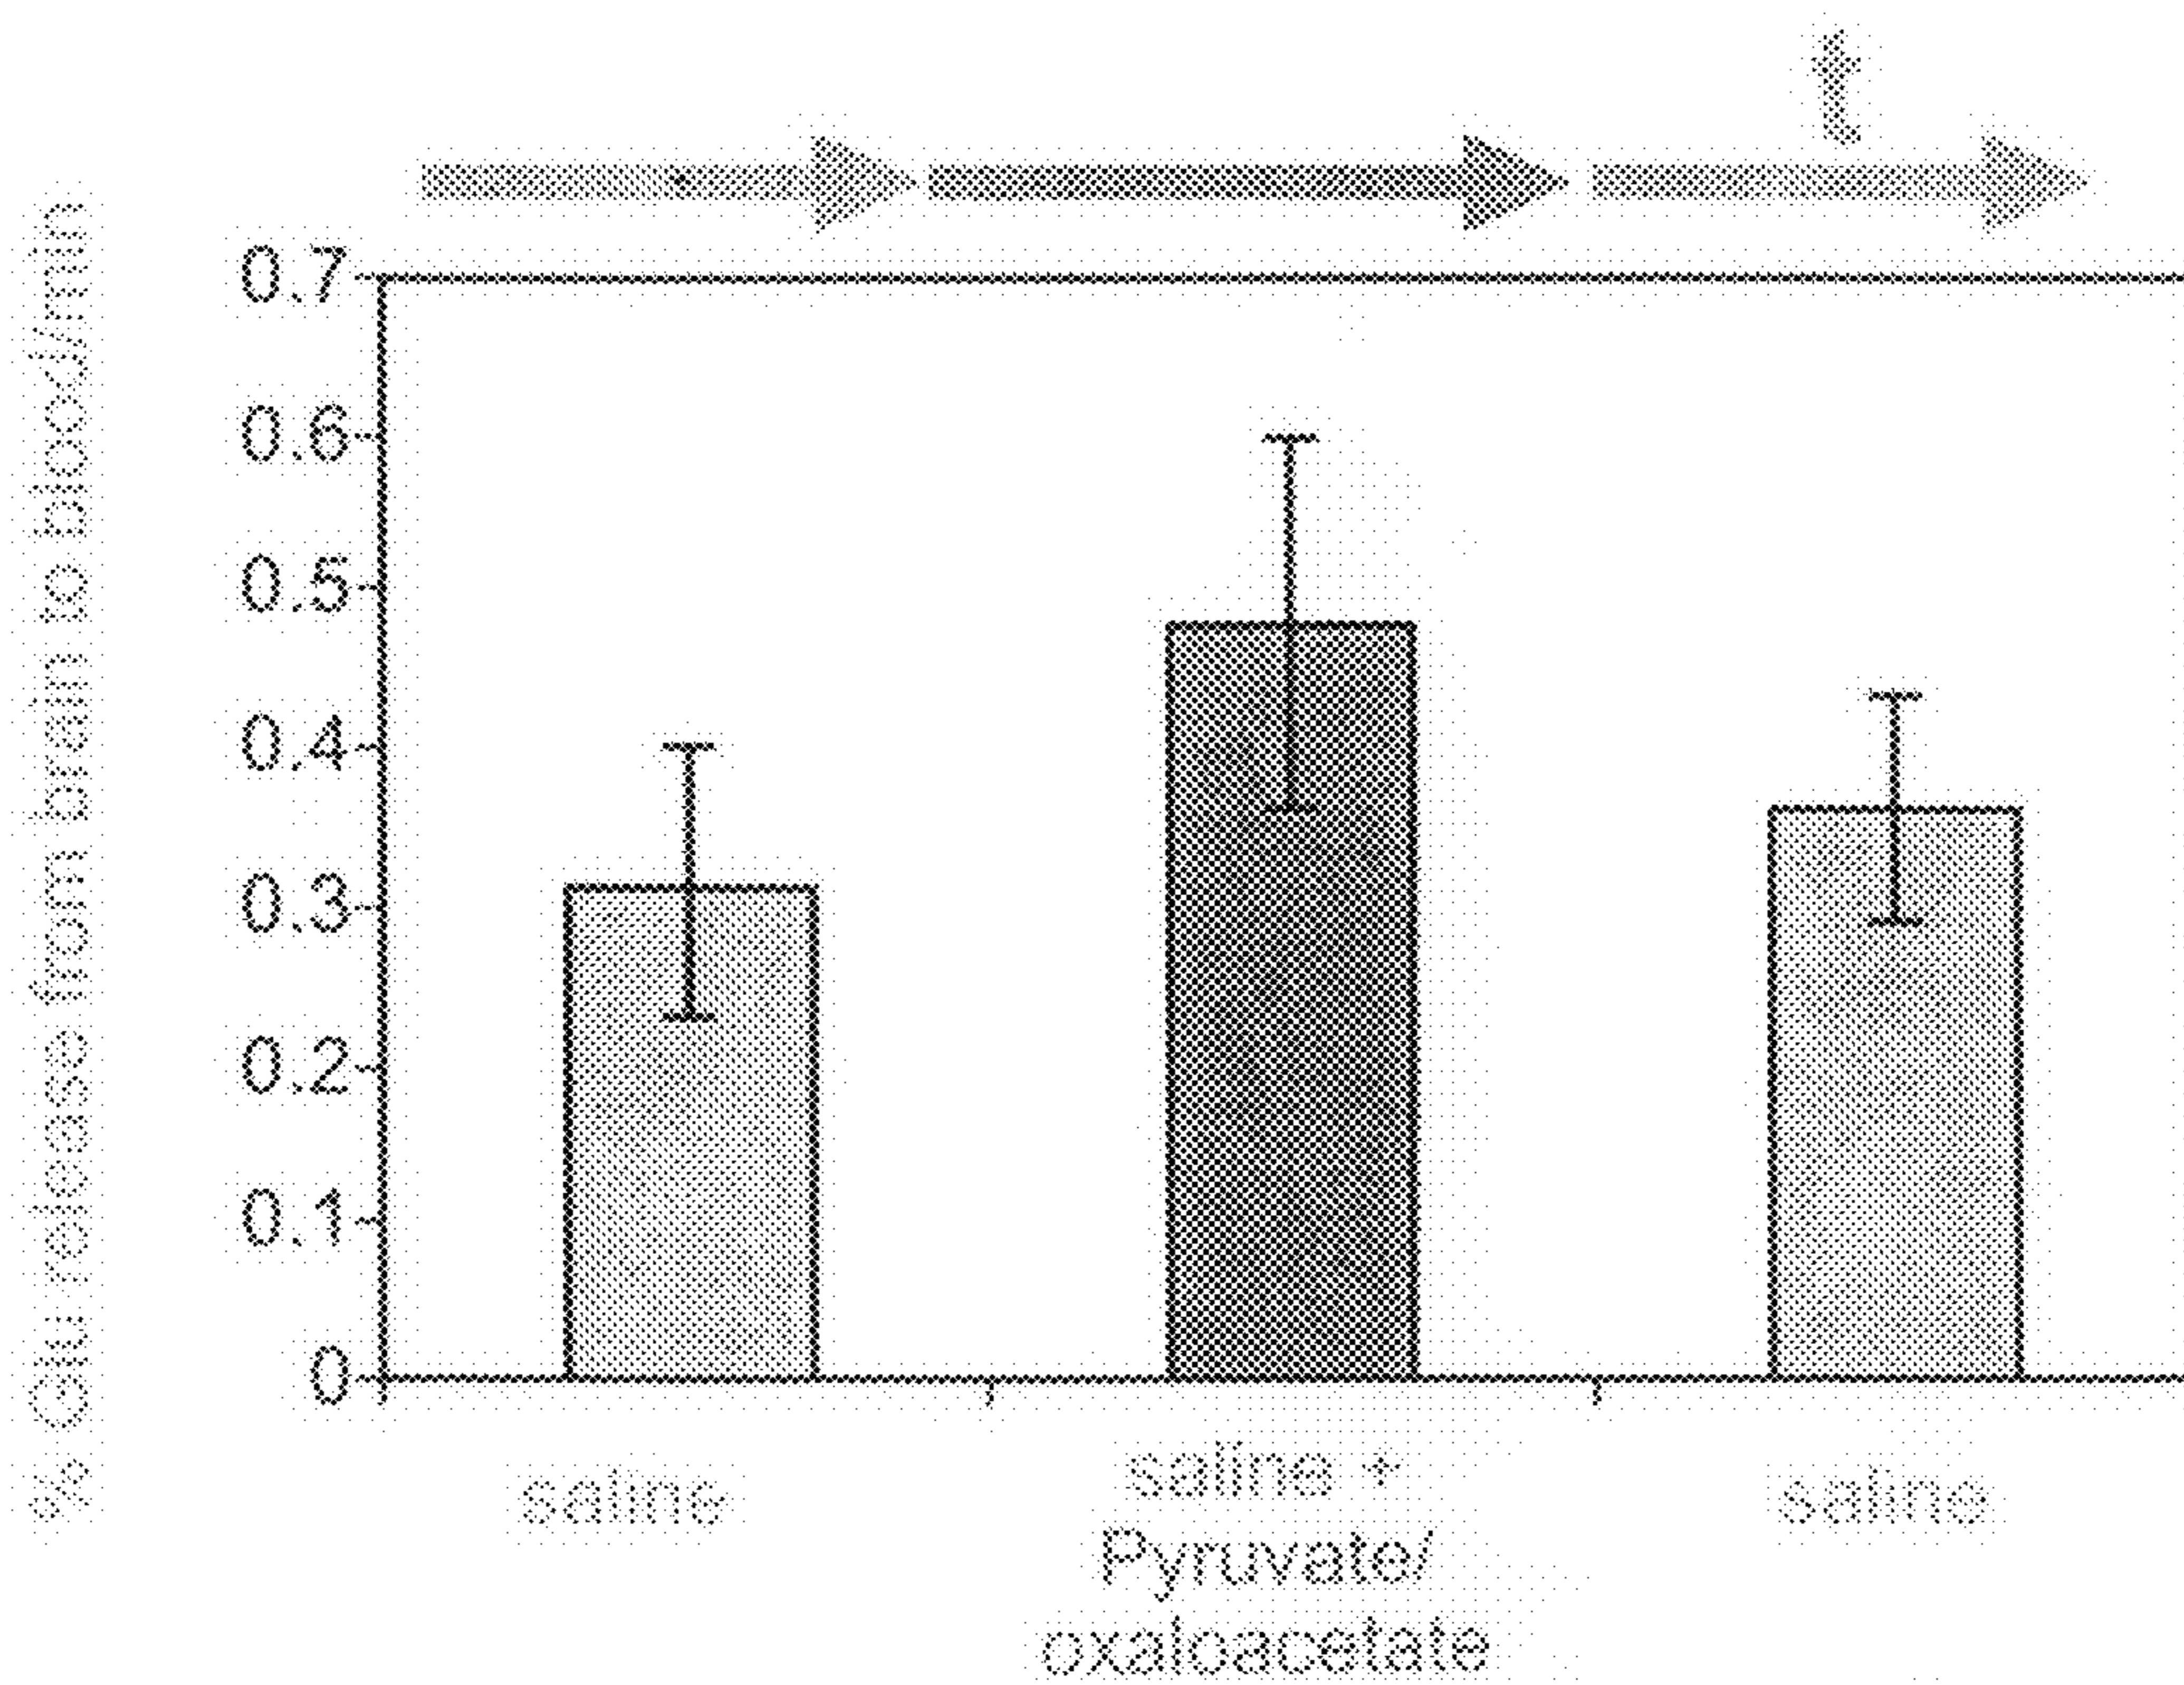 t
% Glu release from brain to blood/min
0.7
0.6
0.5
0.4
0.3
0.2
0.1
0
saline
saline +
Pyruvate/
oxaloacetate
saline